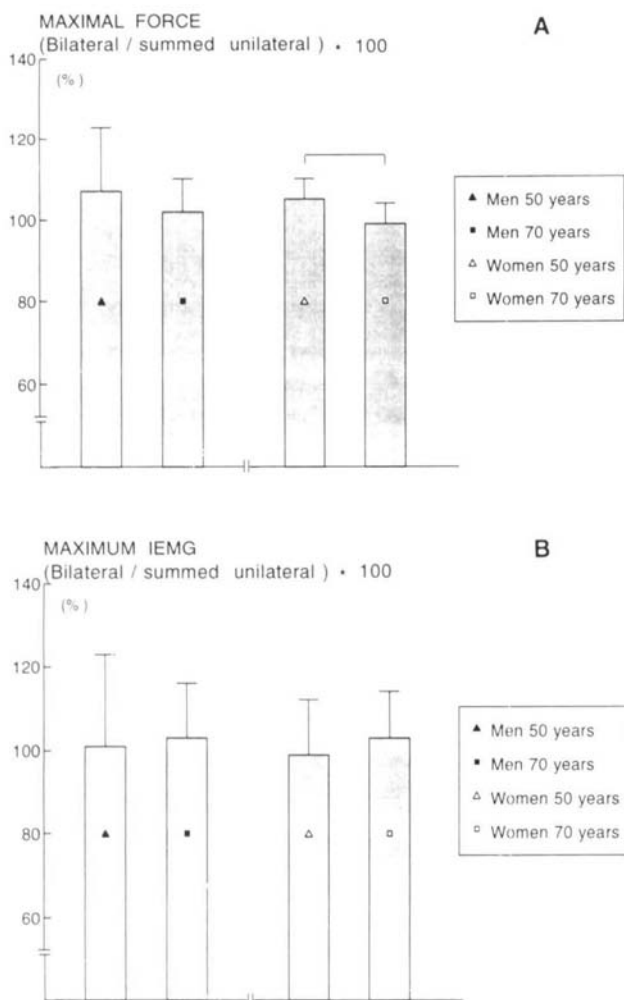 MAXIMAL FORCE
(Bilateral / summed unilateral) • 100
A
140
(%)
120
100
80
60
▲ Men 50 years
■ Men 70 years
△ Women 50 years
□ Women 70 years
MAXIMUM IEMG
(Bilateral / summed unilateral) • 100
B
140
(%)
120
100
80
60
▲ Men 50 years
■ Men 70 years
△ Women 50 years
□ Women 70 years